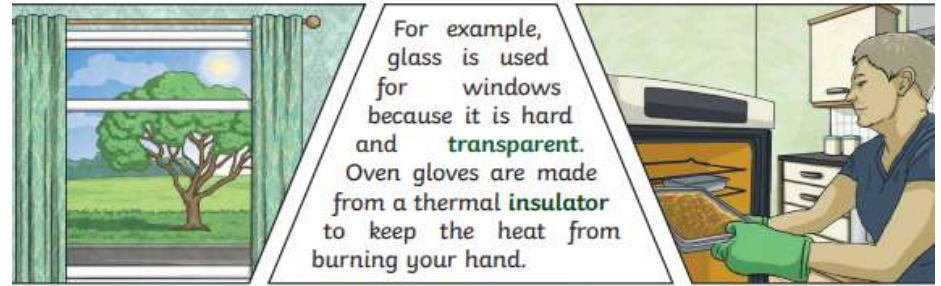 For example,
glass is used
for windows
because it is hard
and transparent.
Oven gloves are made
from a thermal insulator
to keep the heat from
burning your hand.